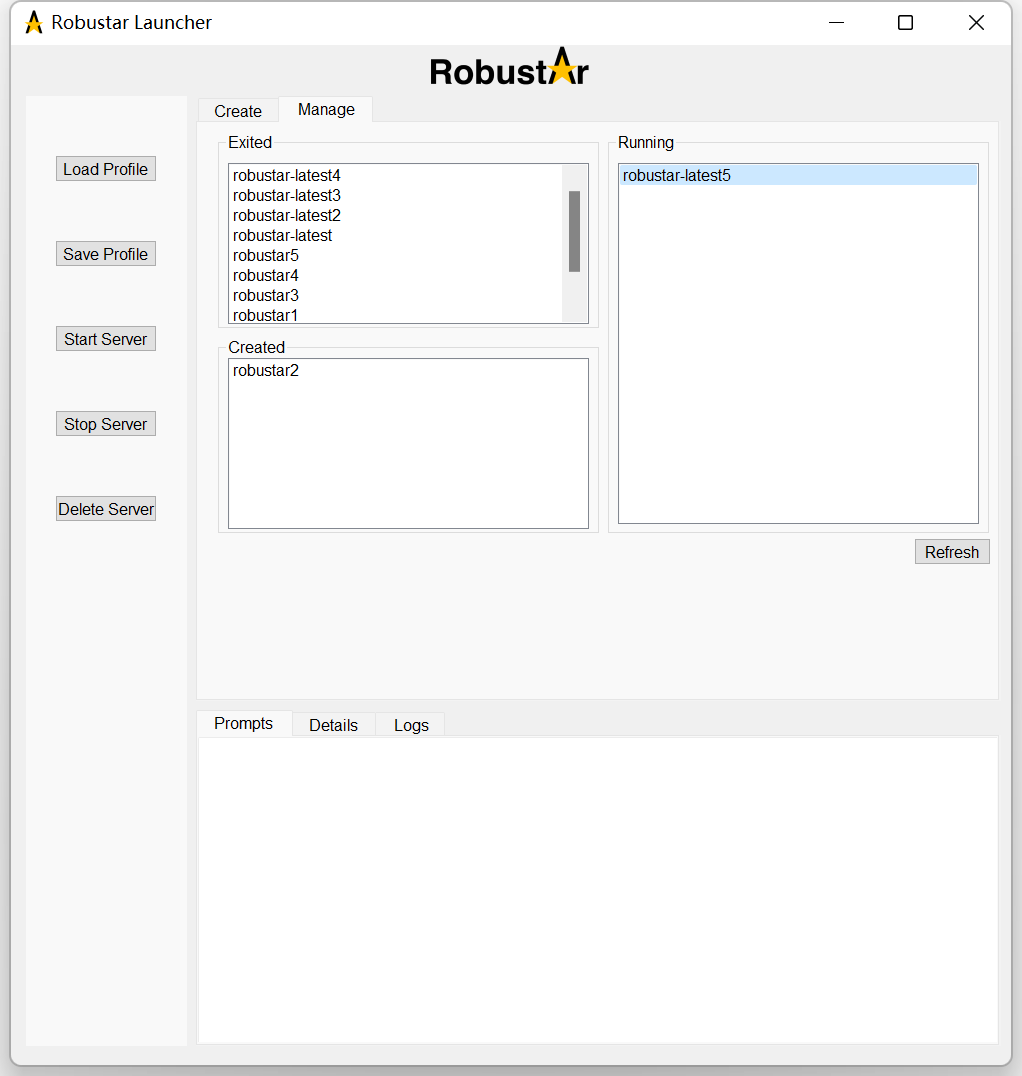 Robustar Launcher
Robustar
Load Profile
Save Profile
Start Server
Stop Server
Delete Server
Create
Manage
Exited
robustar-latest4
robustar-latest3
robustar-latest2
robustar-latest
robustar5
robustar4
robustar3
robustar1
Created
robustar2
Running
robustar-latest5
Refresh
Prompts
Details
Logs